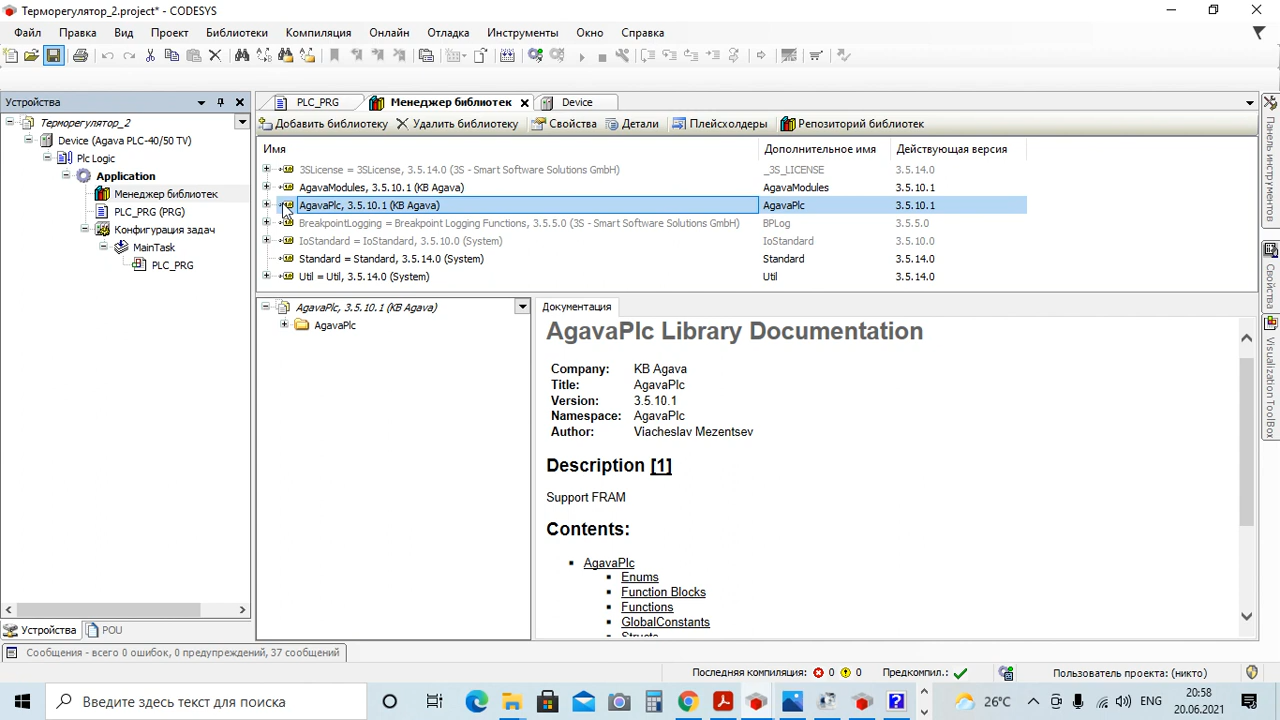 Терморегулятор_2.project* - CODESYS
Файл Правка Вид Проект Библиотеки Компиляция Онлайн Отладка Инструменты Окно Справка
Устройства
PLC_PRG Менеджер библиотек Device
Терморегулятор_2
Device (Agava PLC-40/50 TV)
Plc Logic
Application
Менеджер библиотек
PLC_PRG (PRG)
Конфигурация задач
MainTask
PLC_PRG
Добавить библиотеку Удалить библиотеку Свойства Детали Плейсхолдеры Репозиторий библиотек
Имя Дополнительное имя Действующая версия
3SLicense = 3SLicense, 3.5.14.0 (3S - Smart Software Solutions GmbH) _3S_LICENSE 3.5.14.0
AgavaModules, 3.5.10.1 (KB Agava) AgavaModules 3.5.10.1
AgavaPlc, 3.5.10.1 (KB Agava) AgavaPlc 3.5.10.1
BreakpointLogging = Breakpoint Logging Functions, 3.5.5.0 (3S - Smart Software Solutions GmbH) BPLog 3.5.5.0
IoStandard = IoStandard, 3.5.10.0 (System) IoStandard 3.5.10.0
Standard = Standard, 3.5.14.0 (System) Standard 3.5.14.0
Util = Util, 3.5.14.0 (System) Util 3.5.14.0
AgavaPlc, 3.5.10.1 (KB Agava)
AgavaPlc
Документация
AgavaPlc Library Documentation
Company: KB Agava
Title: AgavaPlc
Version: 3.5.10.1
Namespace: AgavaPlc
Author: Viacheslav Mezentsev
Description [1]
Support FRAM
Contents:
AgavaPlc
Enums
Function Blocks
Functions
GlobalConstants
Structs
Панель инструментов
Свойства
Visualization ToolBox
Устройства POU
Сообщения - всего 0 ошибок, 0 предупреждений, 37 сообщений
Последняя компиляция: 0 0 Предкомпил.: Пользователь проекта: (никто)
Введите здесь текст для поиска
26°C ENG 20:58
20.06.2021